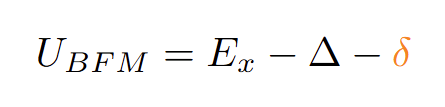 U_{BFM} = E_x − Δ − δ